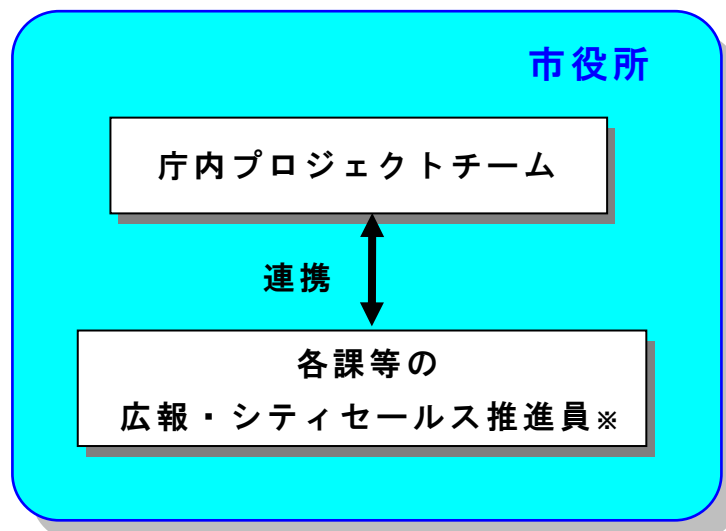 市役所
庁内プロジェクトチーム
連携
各課等の
広報・シティセールス推進員※